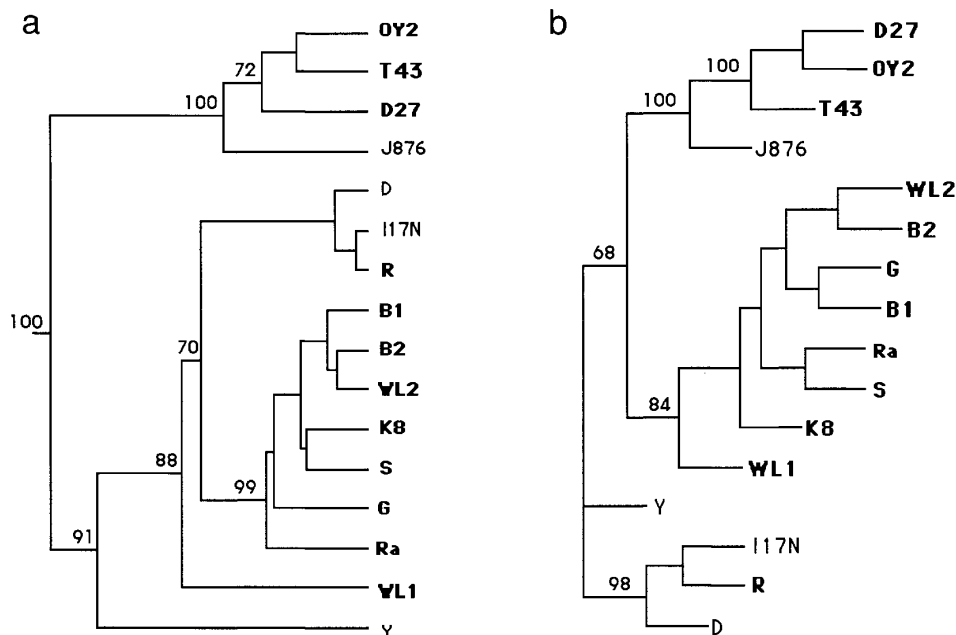 a
OY2
T43
D27
J876
D
I17N
R
B1
B2
WL2
K8
S
G
Ra
WL1
Y
72
100
100
70
88
99
91
b
D27
OY2
T43
J876
WL2
B2
G
B1
Ra
S
K8
WL1
Y
I17N
R
D
100
100
68
84
98